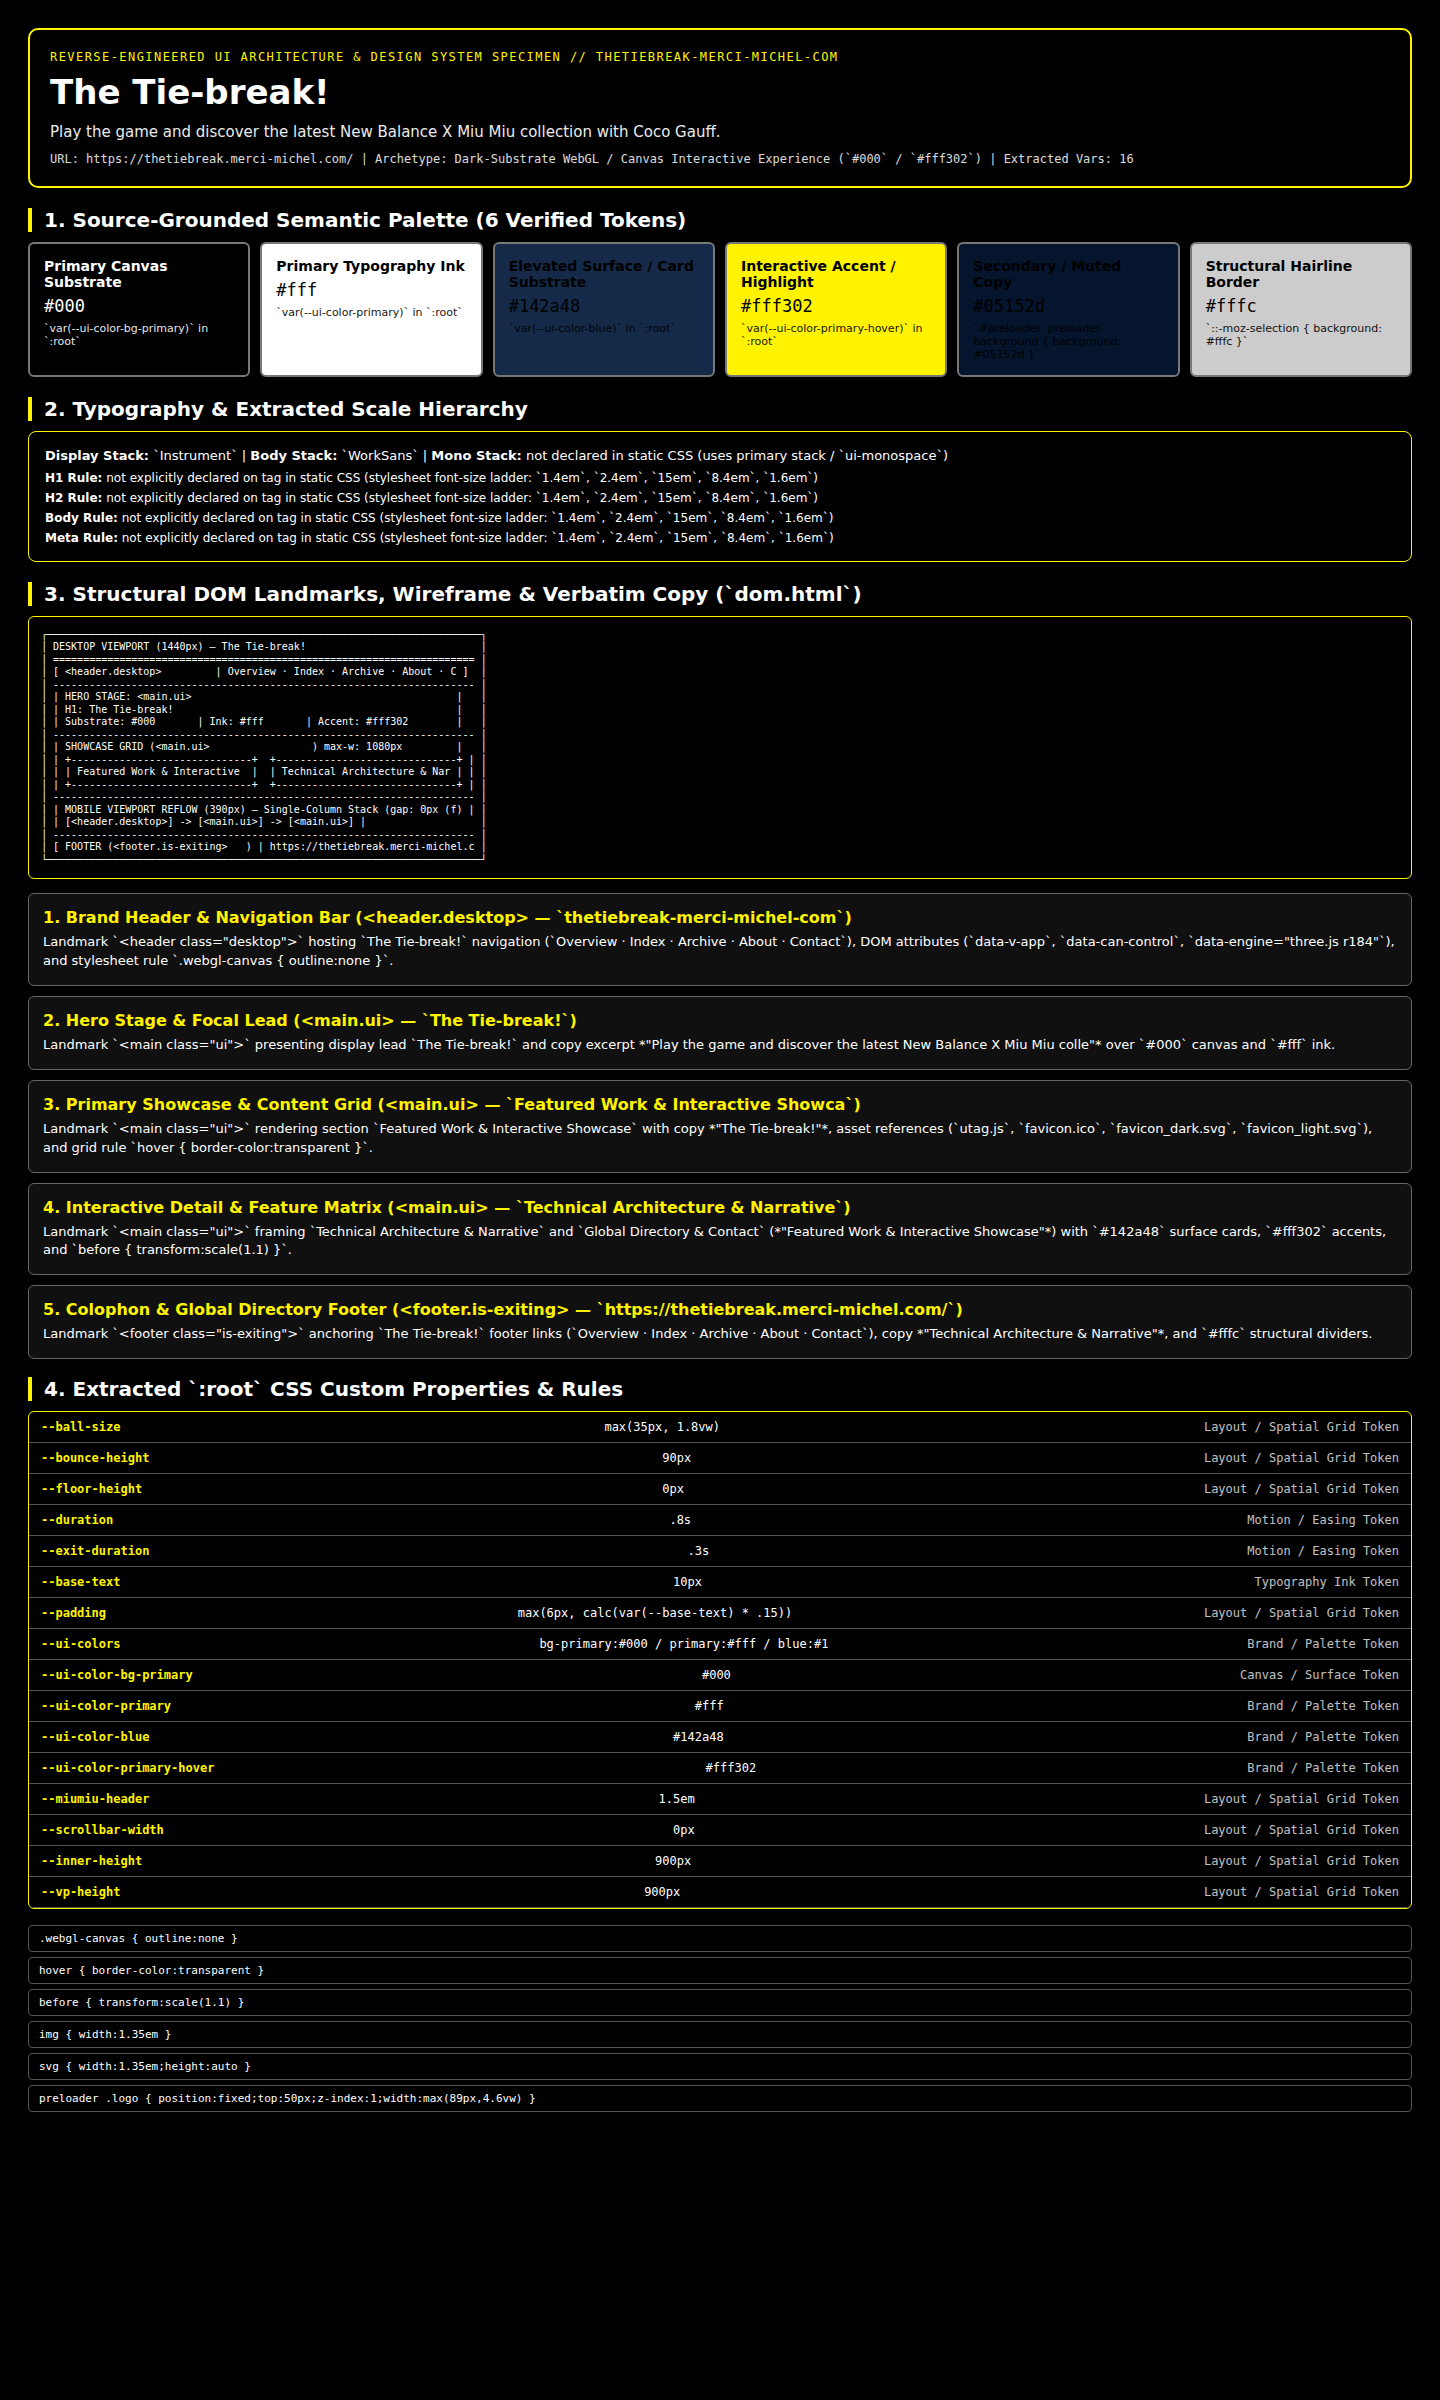 REVERSE-ENGINEERED UI ARCHITECTURE & DESIGN SYSTEM SPECIMEN // THETIEBREAK-MERCI-MICHEL-COM
The Tie-break!
Play the game and discover the latest New Balance X Miu Miu collection with Coco Gauff.
URL: https://thetiebreak.merci-michel.com/ | Archetype: Dark-Substrate WebGL / Canvas Interactive Experience (`#000` / `#fff302`) | Extracted Vars: 16
1. Source-Grounded Semantic Palette (6 Verified Tokens)
Primary Canvas
Substrate
#000
`var(--ui-color-bg-primary)` in
`:root`
Primary Typography Ink
#fff
`var(--ui-color-primary)` in `:root`
Elevated Surface / Card
Substrate
#142a48
`var(--ui-color-blue)` in `:root`
Interactive Accent /
Highlight
#fff302
`var(--ui-color-primary-hover)` in
`:root`
Secondary / Muted
Copy
#05152d
`#preloader .preloader-
background { background:
#05152d }`
Structural Hairline
Border
#fffc
`::-moz-selection { background:
#fffc }`
2. Typography & Extracted Scale Hierarchy
Display Stack: `Instrument` | Body Stack: `WorkSans` | Mono Stack: not declared in static CSS (uses primary stack / `ui-monospace`)
H1 Rule: not explicitly declared on tag in static CSS (stylesheet font-size ladder: `1.4em`, `2.4em`, `15em`, `8.4em`, `1.6em`)
H2 Rule: not explicitly declared on tag in static CSS (stylesheet font-size ladder: `1.4em`, `2.4em`, `15em`, `8.4em`, `1.6em`)
Body Rule: not explicitly declared on tag in static CSS (stylesheet font-size ladder: `1.4em`, `2.4em`, `15em`, `8.4em`, `1.6em`)
Meta Rule: not explicitly declared on tag in static CSS (stylesheet font-size ladder: `1.4em`, `2.4em`, `15em`, `8.4em`, `1.6em`)
3. Structural DOM Landmarks, Wireframe & Verbatim Copy (`dom.html`)
DESKTOP VIEWPORT (1440px) — The Tie-break!
======================================================================
[ <header.desktop>         | Overview · Index · Archive · About · C ]
----------------------------------------------------------------------
| HERO STAGE: <main.ui>                                            |
| H1: The Tie-break!                                               |
| Substrate: #000       | Ink: #fff       | Accent: #fff302        |
----------------------------------------------------------------------
| SHOWCASE GRID (<main.ui>                 ) max-w: 1080px         |
| +------------------------------+  +------------------------------+ |
| | Featured Work & Interactive  |  | Technical Architecture & Nar | |
| +------------------------------+  +------------------------------+ |
----------------------------------------------------------------------
| MOBILE VIEWPORT REFLOW (390px) — Single-Column Stack (gap: 0px (f) |
| [<header.desktop>] -> [<main.ui>] -> [<main.ui>] |
----------------------------------------------------------------------
[ FOOTER (<footer.is-exiting>   ) | https://thetiebreak.merci-michel.c
1. Brand Header & Navigation Bar (<header.desktop> — `thetiebreak-merci-michel-com`)
Landmark `<header class="desktop">` hosting `The Tie-break!` navigation (`Overview · Index · Archive · About · Contact`), DOM attributes (`data-v-app`, `data-can-control`, `data-engine="three.js r184"`),
and stylesheet rule `.webgl-canvas { outline:none }`.
2. Hero Stage & Focal Lead (<main.ui> — `The Tie-break!`)
Landmark `<main class="ui">` presenting display lead `The Tie-break!` and copy excerpt *"Play the game and discover the latest New Balance X Miu Miu colle"* over `#000` canvas and `#fff` ink.
3. Primary Showcase & Content Grid (<main.ui> — `Featured Work & Interactive Showca`)
Landmark `<main class="ui">` rendering section `Featured Work & Interactive Showcase` with copy *"The Tie-break!"*, asset references (`utag.js`, `favicon.ico`, `favicon_dark.svg`, `favicon_light.svg`),
and grid rule `hover { border-color:transparent }`.
4. Interactive Detail & Feature Matrix (<main.ui> — `Technical Architecture & Narrative`)
Landmark `<main class="ui">` framing `Technical Architecture & Narrative` and `Global Directory & Contact` (*"Featured Work & Interactive Showcase"*) with `#142a48` surface cards, `#fff302` accents,
and `before { transform:scale(1.1) }`.
5. Colophon & Global Directory Footer (<footer.is-exiting> — `https://thetiebreak.merci-michel.com/`)
Landmark `<footer class="is-exiting">` anchoring `The Tie-break!` footer links (`Overview · Index · Archive · About · Contact`), copy *"Technical Architecture & Narrative"*, and `#fffc` structural dividers.
4. Extracted `:root` CSS Custom Properties & Rules
--ball-size max(35px, 1.8vw) Layout / Spatial Grid Token
--bounce-height 90px Layout / Spatial Grid Token
--floor-height 0px Layout / Spatial Grid Token
--duration .8s Motion / Easing Token
--exit-duration .3s Motion / Easing Token
--base-text 10px Typography Ink Token
--padding max(6px, calc(var(--base-text) * .15)) Layout / Spatial Grid Token
--ui-colors bg-primary:#000 / primary:#fff / blue:#1 Brand / Palette Token
--ui-color-bg-primary #000 Canvas / Surface Token
--ui-color-primary #fff Brand / Palette Token
--ui-color-blue #142a48 Brand / Palette Token
--ui-color-primary-hover #fff302 Brand / Palette Token
--miumiu-header 1.5em Layout / Spatial Grid Token
--scrollbar-width 0px Layout / Spatial Grid Token
--inner-height 900px Layout / Spatial Grid Token
--vp-height 900px Layout / Spatial Grid Token
.webgl-canvas { outline:none }
hover { border-color:transparent }
before { transform:scale(1.1) }
img { width:1.35em }
svg { width:1.35em;height:auto }
preloader .logo { position:fixed;top:50px;z-index:1;width:max(89px,4.6vw) }